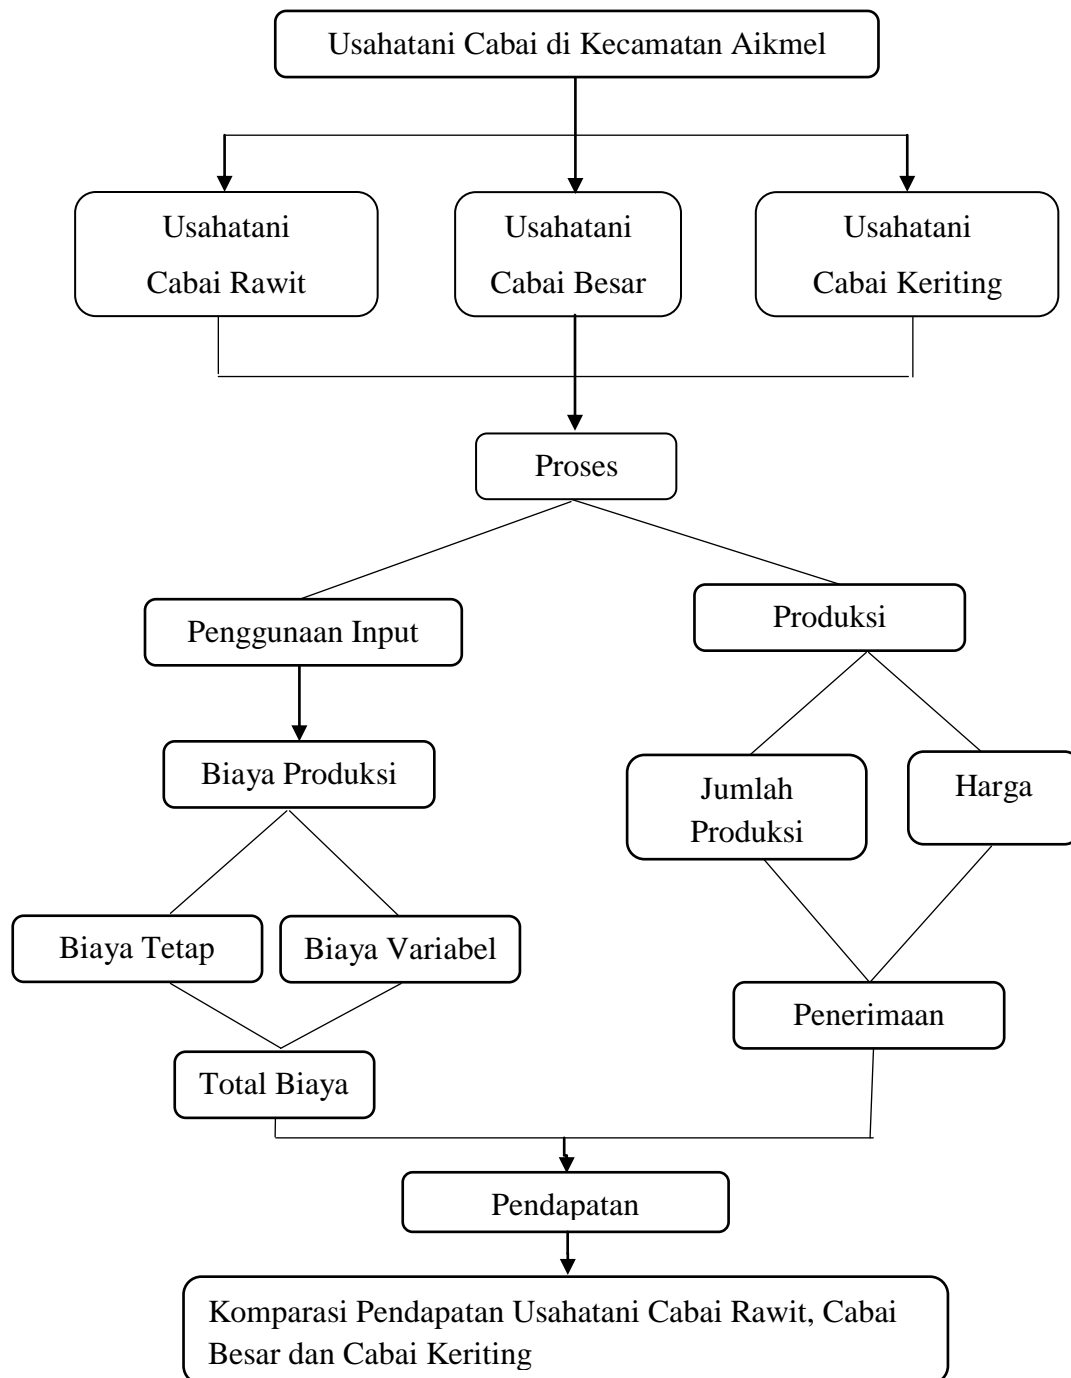 Usahatani Cabai di Kecamatan Aikmel
Usahatani
Cabai Rawit
Usahatani
Cabai Besar
Usahatani
Cabai Keriting
Proses
Penggunaan Input
Produksi
Biaya Produksi
Jumlah
Produksi
Harga
Biaya Tetap
Biaya Variabel
Penerimaan
Total Biaya
Pendapatan
Komparasi Pendapatan Usahatani Cabai Rawit, Cabai
Besar dan Cabai Keriting